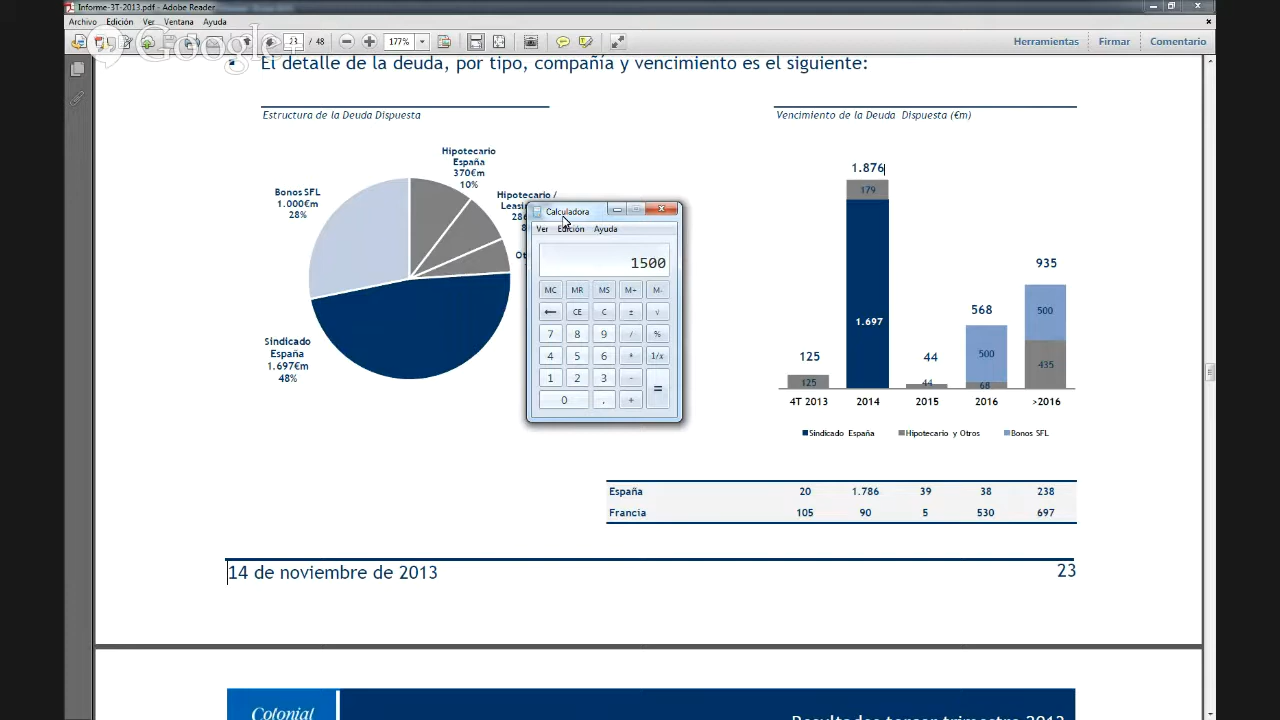 Informe-3T-2013.pdf - Adobe Reader
Archivo Edición Ver Ventana Ayuda
Google+
23 / 48
177%
Herramientas Firmar Comentario
El detalle de la deuda, por tipo, compañía y vencimiento es el siguiente:
Estructura de la Deuda Dispuesta
Hipotecario
España
370€m
10%
Hipotecario /
Bonos SFL
1.000€m
28%
Sindicado
España
1.697€m
48%
Calculadora
Ver Edición Ayuda
1500
MC MR MS M+ M-
← CE C ± √
7 8 9 / %
4 5 6 * 1/x
1 2 3 - =
0 . +
Vencimiento de la Deuda Dispuesta (€m)
1.876
179
1.697
125
125
44
44
568
500
68
935
500
435
4T 2013 2014 2015 2016 >2016
Sindicado España Hipotecario y Otros Bonos SFL
España 20 1.786 39 38 238
Francia 105 90 5 530 697
14 de noviembre de 2013 23
Colonial
Resultados tercer trimestre 2013